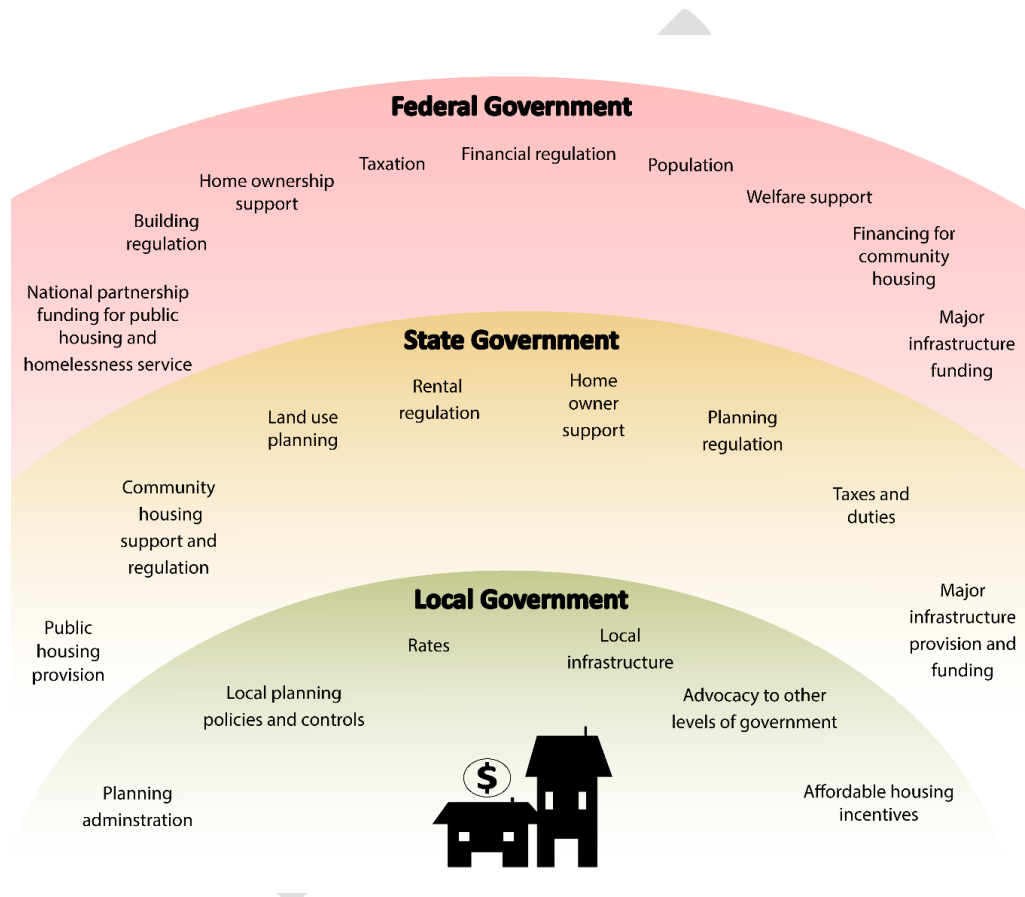 Federal Government
Financial regulation
Taxation
Population
Home ownership
support
Welfare support
Building
regulation
Financing for
community
housing
National partnership
funding for public
housing and
homelessness service
Major
infrastructure
funding
State Government
Rental
regulation
Home
owner
support
Land use
planning
Planning
regulation
Community
housing
support and
regulation
Taxes and
duties
Public
housing
provision
Major
infrastructure
provision and
funding
Local Government
Rates
Local
infrastructure
Local planning
policies and controls
Advocacy to other
levels of government
$
Planning
adminstration
Affordable housing
incentives